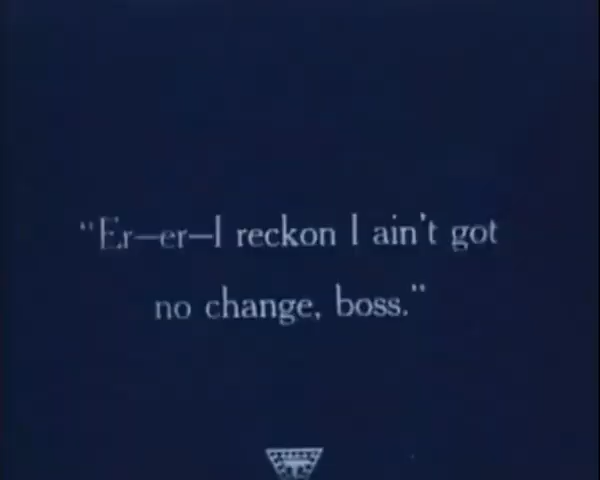 "Er—er—I reckon I ain't got
no change, boss."